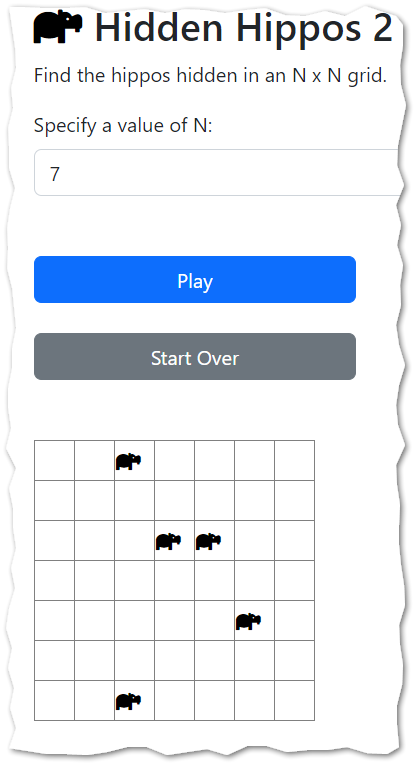 Hidden Hippos 2
Find the hippos hidden in an N x N grid.
Specify a value of N:
7
Play
Start Over